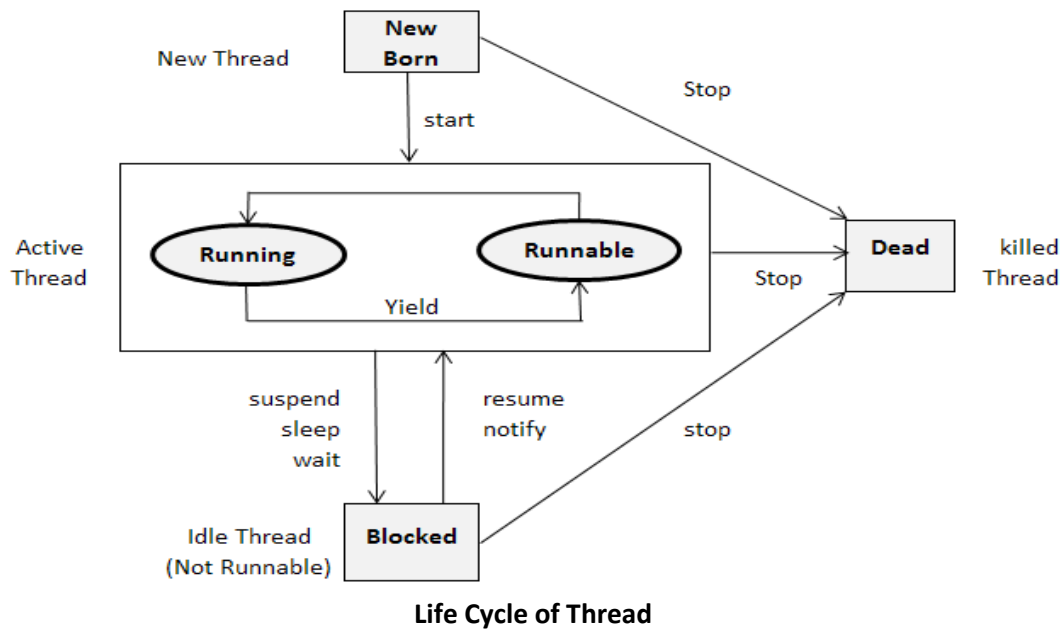 New
Born
New Thread
Stop
start
Active
Thread
Running
Runnable
Yield
Stop
Dead
killed
Thread
suspend
sleep
wait
resume
notify
stop
Idle Thread
(Not Runnable)
Blocked
Life Cycle of Thread